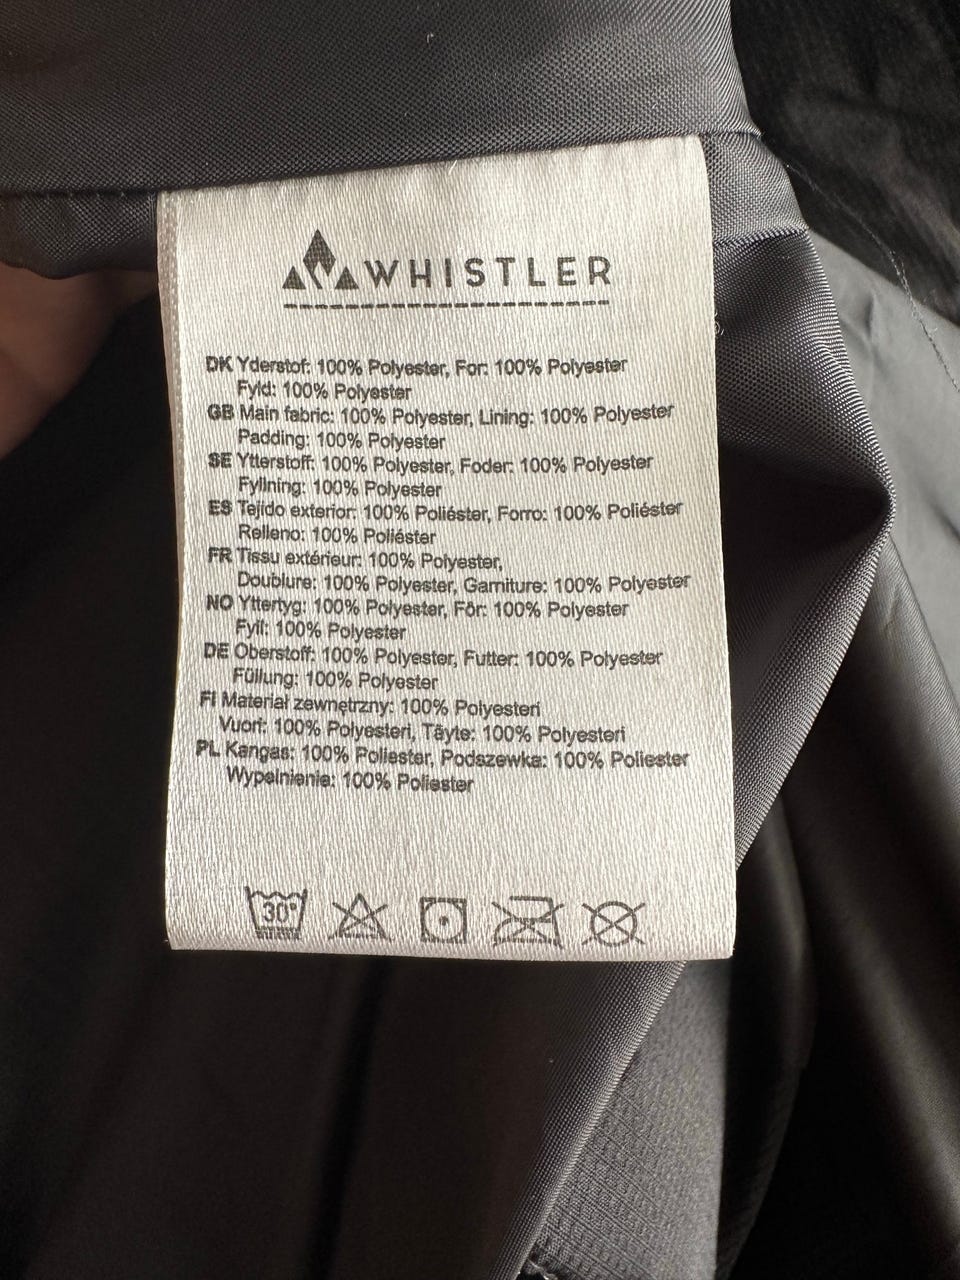 WHISTLER
DK Yderstof: 100% Polyester, For: 100% Polyester
Fyld: 100% Polyester
GB Main fabric: 100% Polyester, Lining: 100% Polyester
Padding: 100% Polyester
SE Ytterstoff: 100% Polyester, Foder: 100% Polyester
Fyllning: 100% Polyester
ES Tejido exterior: 100% Poliéster, Forro: 100% Poliéster
Relleno: 100% Poliéster
FR Tissu extérieur: 100% Polyester,
Doublure: 100% Polyester, Garniture: 100% Polyester
NO Yttertyg: 100% Polyester, Fôr: 100% Polyester
Fyll: 100% Polyester
DE Oberstoff: 100% Polyester, Futter: 100% Polyester
Füllung: 100% Polyester
FI Materiał zewnętrzny: 100% Polyesteri
Vuori: 100% Polyesteri, Täyte: 100% Polyesteri
PL Kangas: 100% Poliester, Podszewka: 100% Poliester
Wypełnienie: 100% Poliester
30°